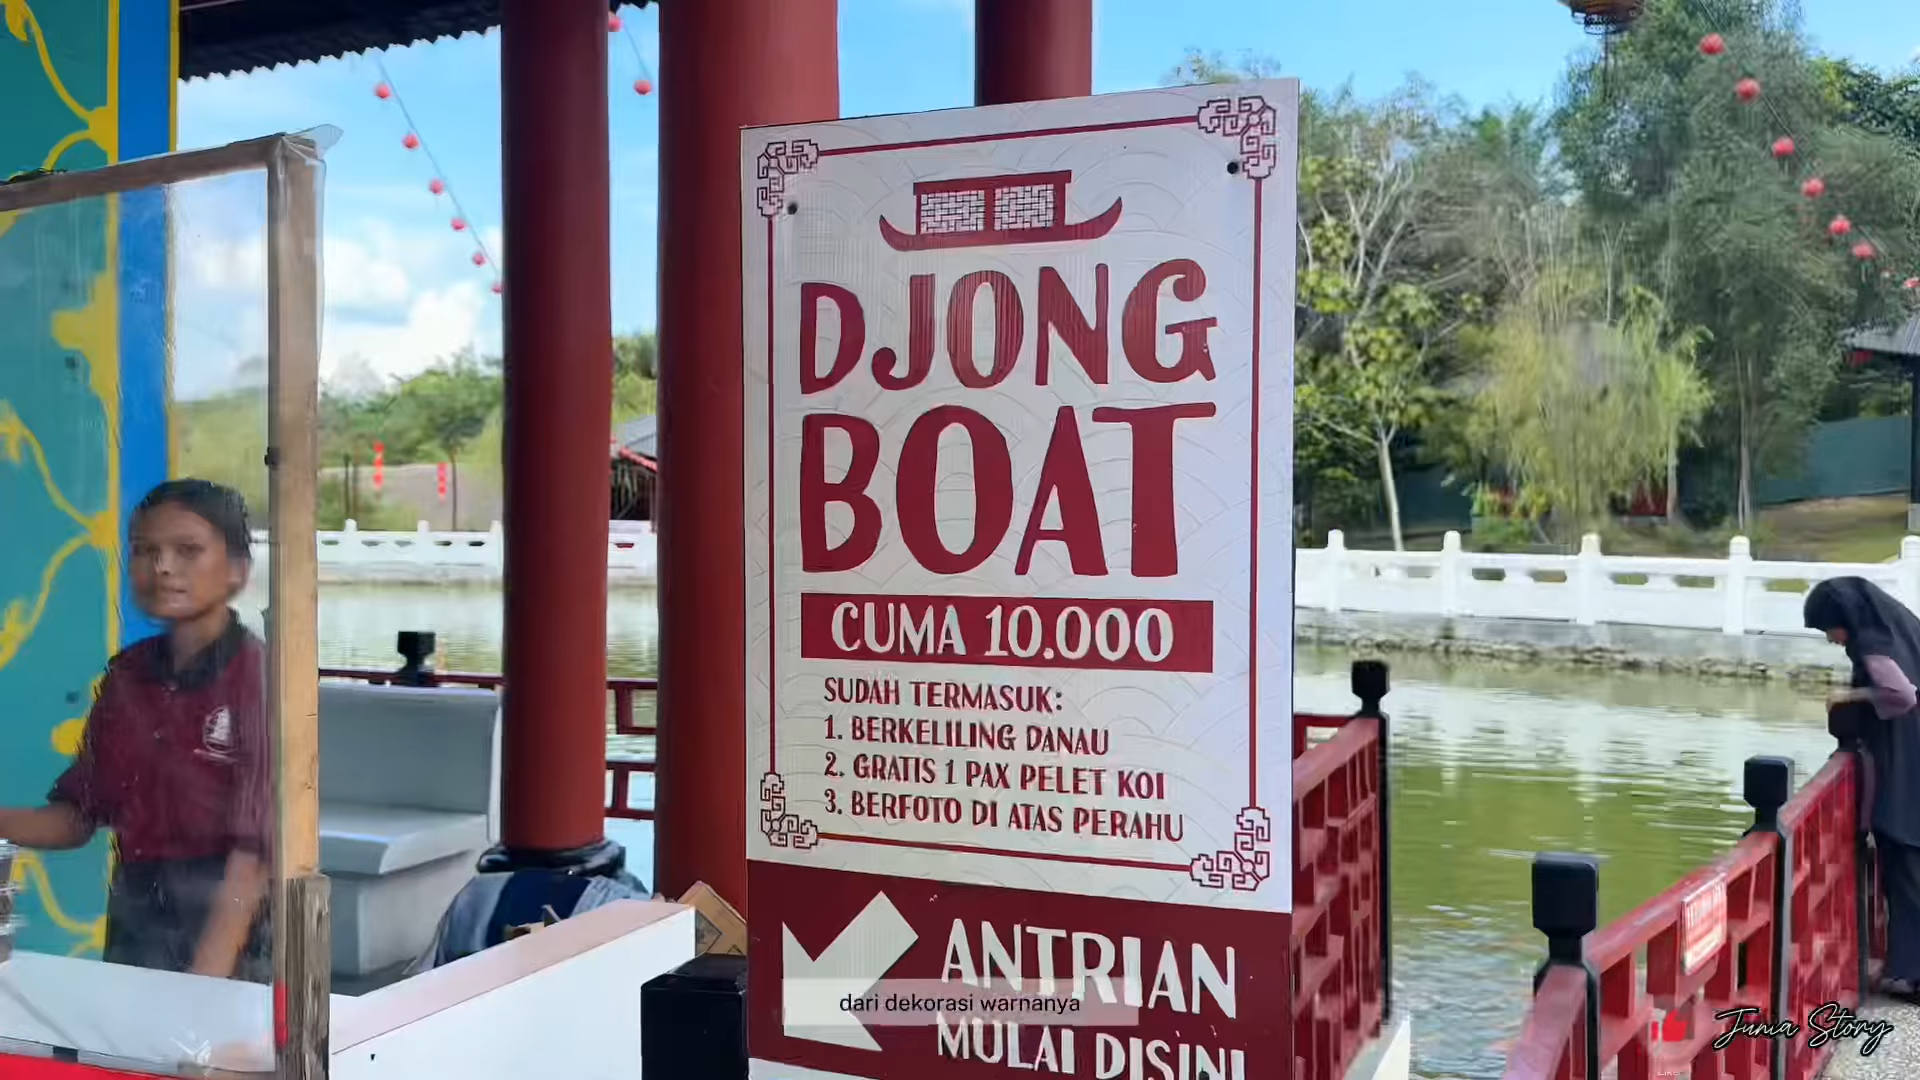 DJONG
BOAT
CUMA 10.000
SUDAH TERMASUK:
1. BERKELILING DANAU
2. GRATIS 1 PAX PELET KOI
3. BERFOTO DI ATAS PERAHU
ANTRIAN
MULAI DISINI
dari dekorasi warnanya
Junia Story